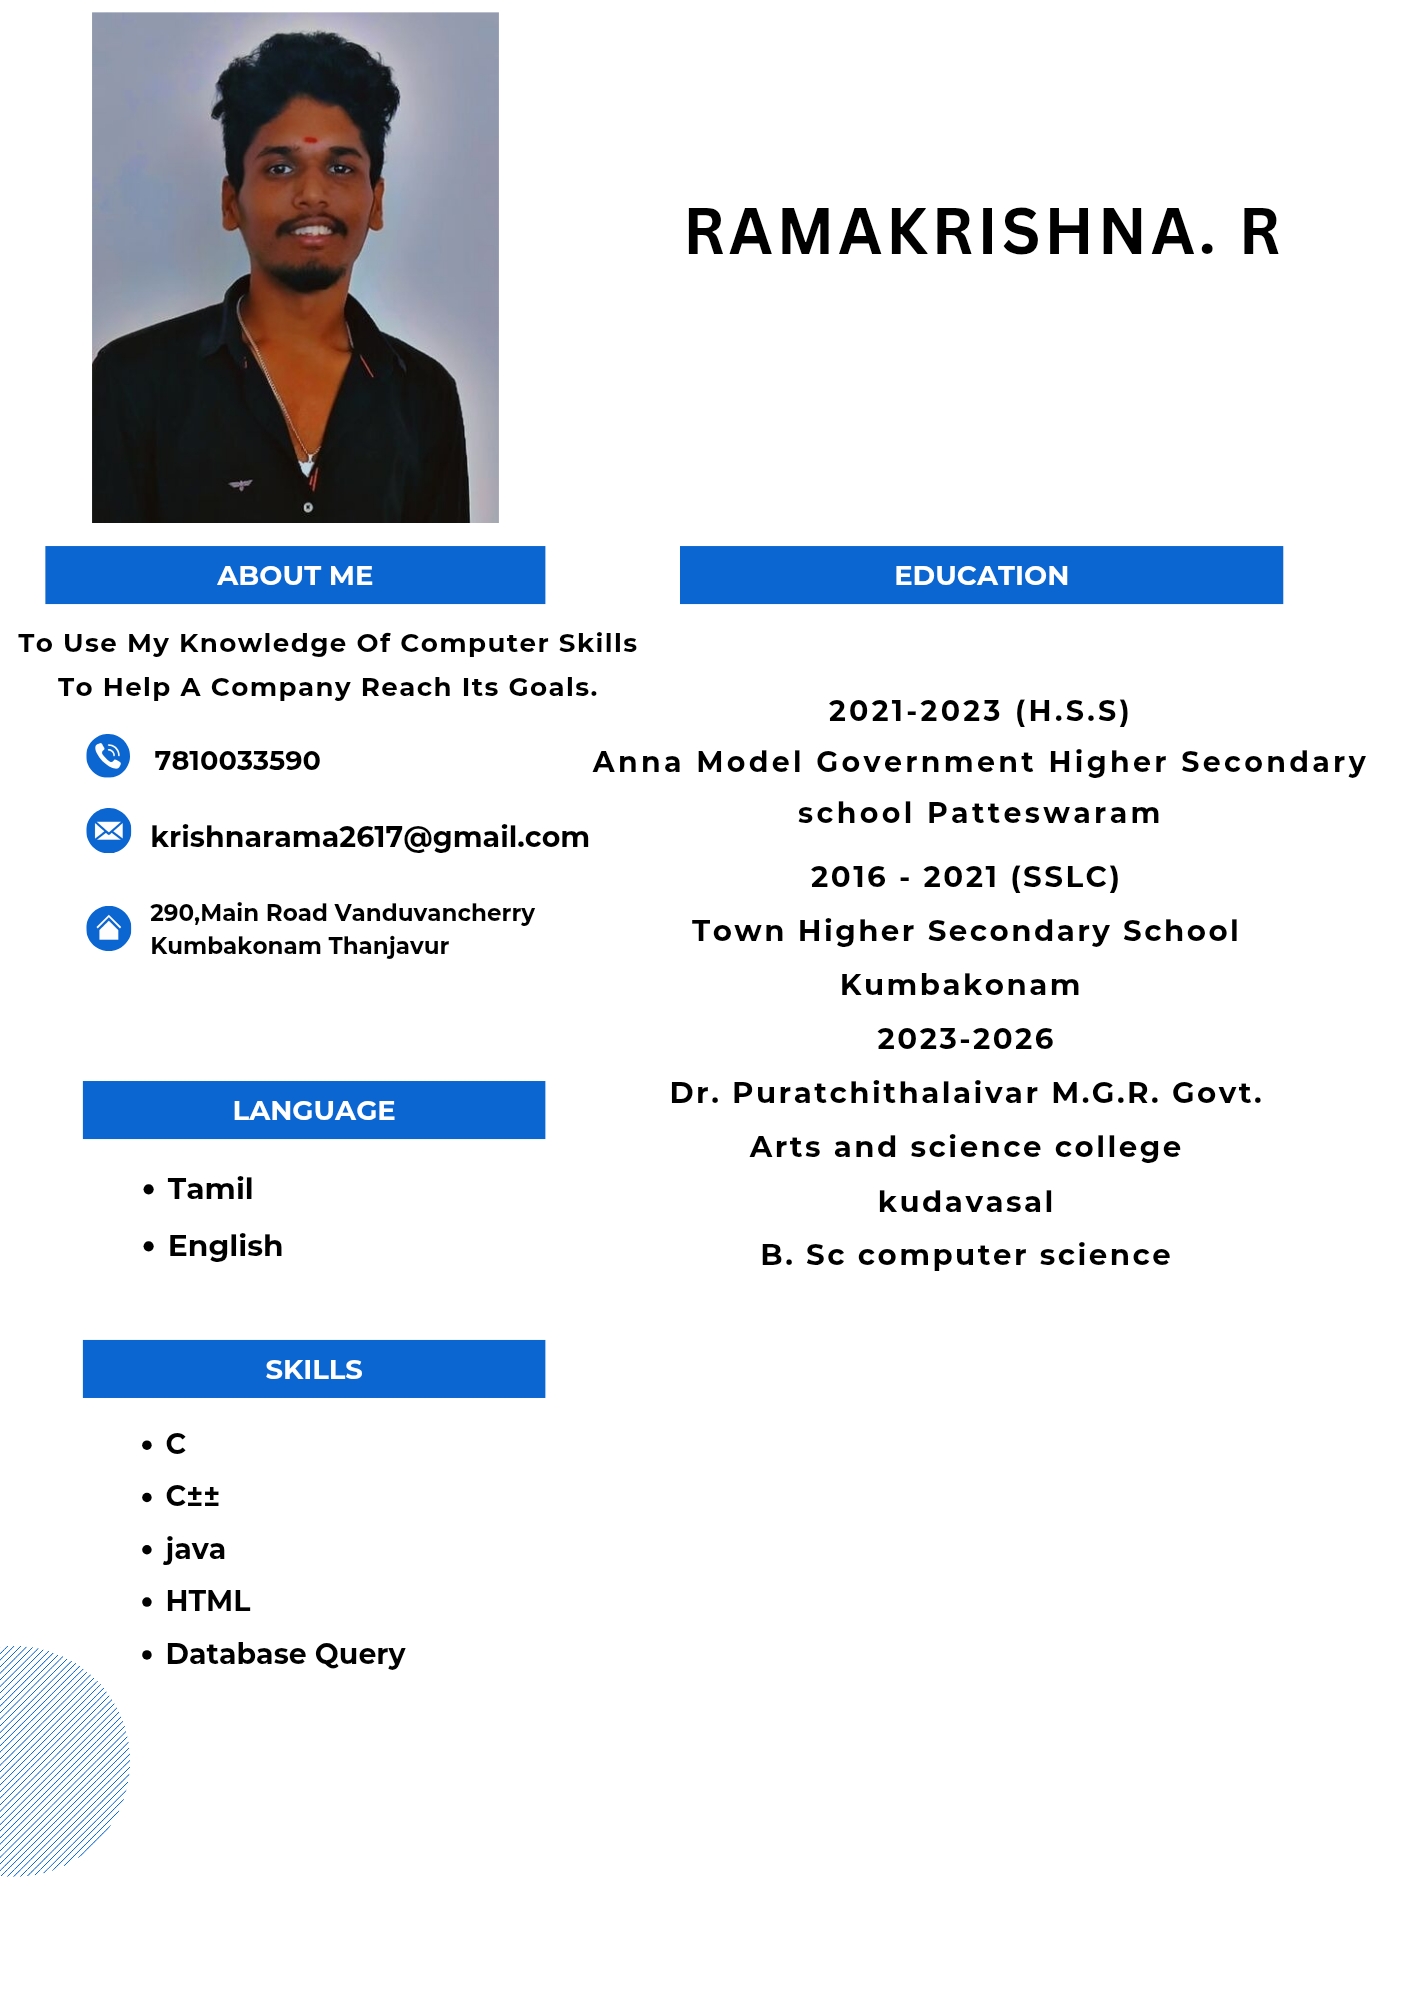 RAMAKRISHNA. R
ABOUT ME
To Use My Knowledge Of Computer Skills
To Help A Company Reach Its Goals.
7810033590
krishnarama2617@gmail.com
290,Main Road Vanduvancherry
Kumbakonam Thanjavur
LANGUAGE
• Tamil
• English
SKILLS
• C
• C±±
• java
• HTML
• Database Query
EDUCATION
2021-2023 (H.S.S)
Anna Model Government Higher Secondary
school Patteswaram
2016 - 2021 (SSLC)
Town Higher Secondary School
Kumbakonam
2023-2026
Dr. Puratchithalaivar M.G.R. Govt.
Arts and science college
kudavasal
B. Sc computer science